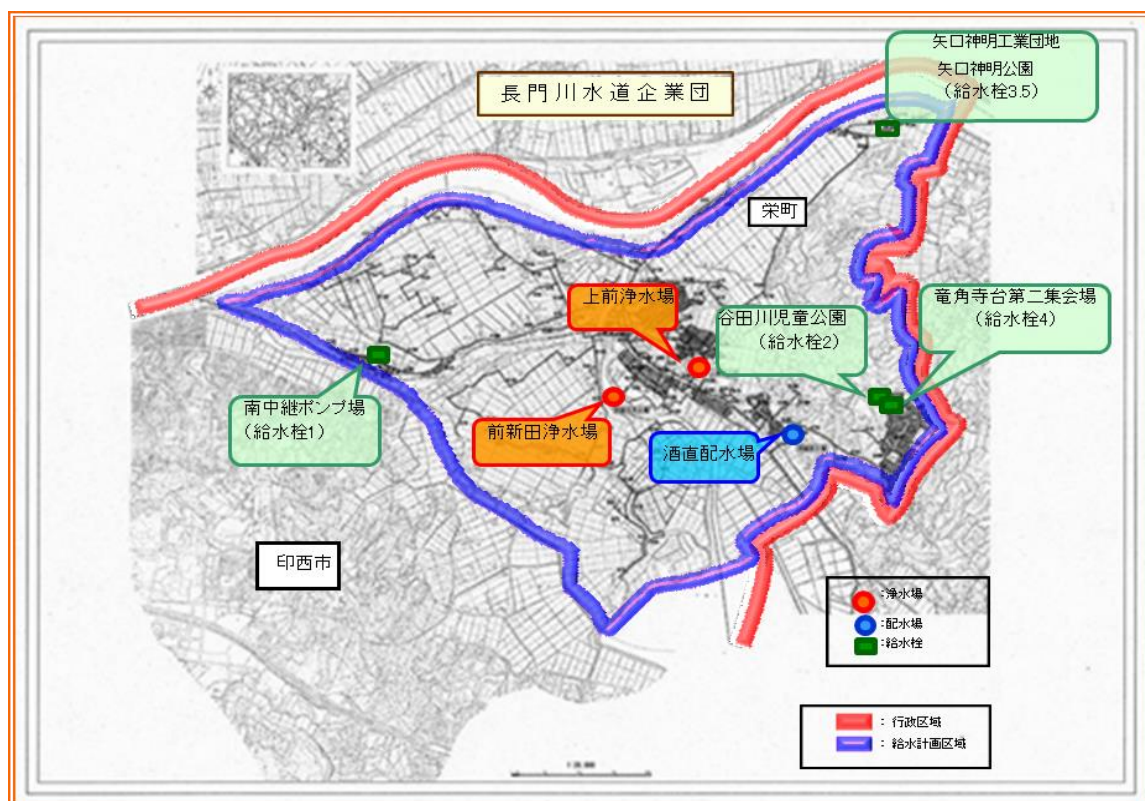 長門川水道企業団
矢口神明工業団地
矢口神明公園
（給水栓3.5）
栄町
上前浄水場
谷田川児童公園
（給水栓2）
竜角寺台第二集会場
（給水栓4）
南中継ポンプ場
（給水栓1）
前新田浄水場
酒直配水場
印西市
：浄水場
：配水場
：給水栓
：行政区域
：給水計画区域